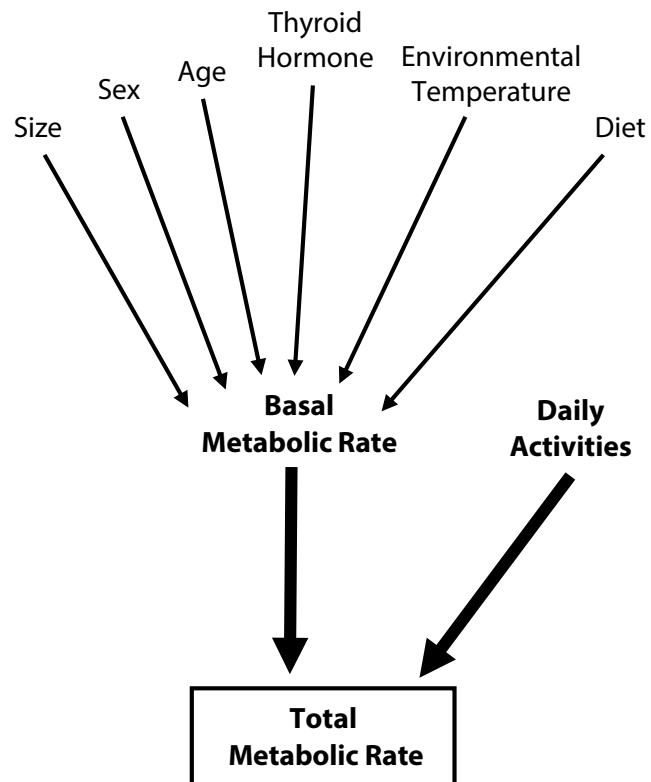 Size
Sex
Age
Thyroid
Hormone
Environmental
Temperature
Diet
Basal
Metabolic Rate
Daily
Activities
Total
Metabolic Rate